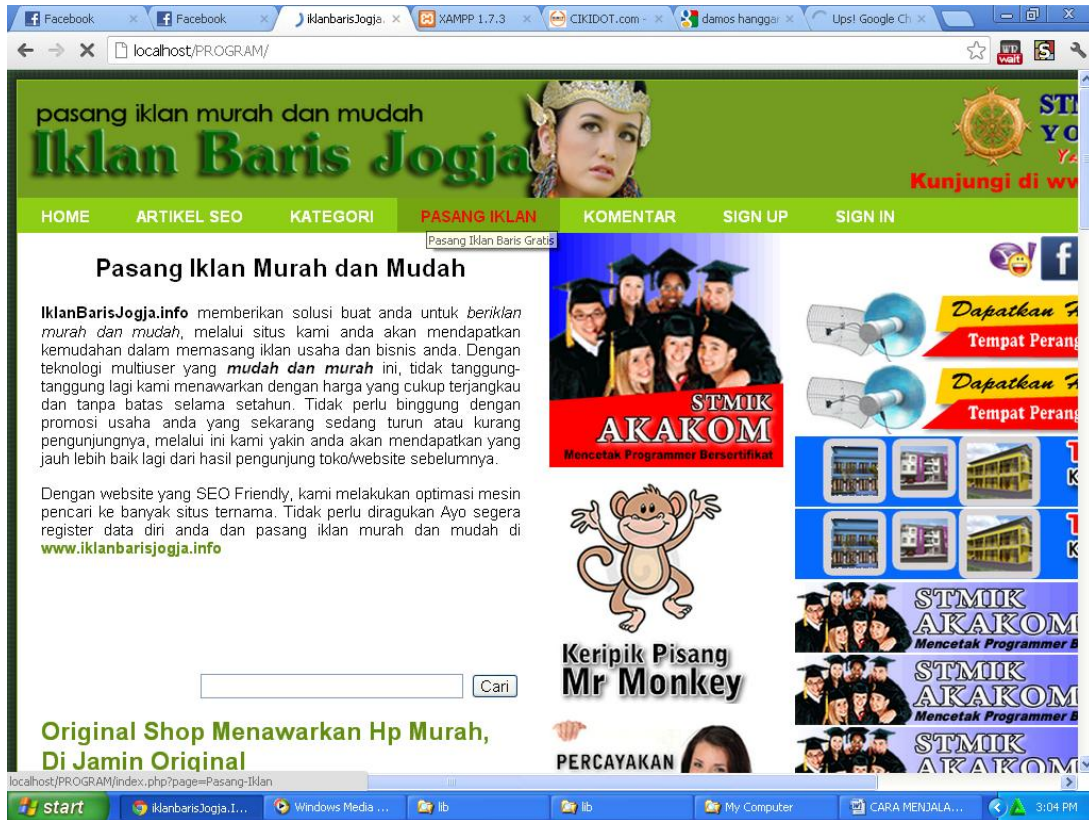 Facebook
Facebook
iklanbarisJogja.
XAMPP 1.7.3
CIKIDOT.com -
damos hanggar
Ups! Google Ch
localhost/PROGRAM/
pasang iklan murah dan mudah
Iklan Baris Jogja
Kunjungi di
HOME ARTIKEL SEO KATEGORI PASANG IKLAN KOMENTAR SIGN UP SIGN IN
Pasang Iklan Baris Gratis
Pasang Iklan Murah dan Mudah
IklanBarisJogja.info memberikan solusi buat anda untuk beriklan
murah dan mudah, melalui situs kami anda akan mendapatkan
kemudahan dalam memasang iklan usaha dan bisnis anda. Dengan
teknologi multiuser yang mudah dan murah ini, tidak tanggung-
tanggung lagi kami menawarkan dengan harga yang cukup terjangkau
dan tanpa batas selama setahun. Tidak perlu binggung dengan
promosi usaha anda yang sekarang sedang turun atau kurang
pengunjungnya, melalui ini kami yakin anda akan mendapatkan yang
jauh lebih baik lagi dari hasil pengunjung toko/website sebelumnya.
Dengan website yang SEO Friendly, kami melakukan optimasi mesin
pencari ke banyak situs ternama. Tidak perlu diragukan Ayo segera
register data diri anda dan pasang iklan murah dan mudah di
www.iklanbarisjogja.info
Cari
Original Shop Menawarkan Hp Murah,
Di Jamin Original
STMIK
AKAKOM
Mencetak Programmer Bersertifikat
Keripik Pisang
Mr Monkey
PERCAYAKAN
Dapatkan
Tempat Perang
Dapatkan
Tempat Perang
STMIK
AKAKOM
Mencetak Programmer B
STMIK
AKAKOM
Mencetak Programmer B
STMIK
AKAKOM
localhost/PROGRAM/index.php?page=Pasang-Iklan
start
iklanbarisJogja.I...
Windows Media ...
lib
lib
My Computer
CARA MENJALA...
3:04 PM